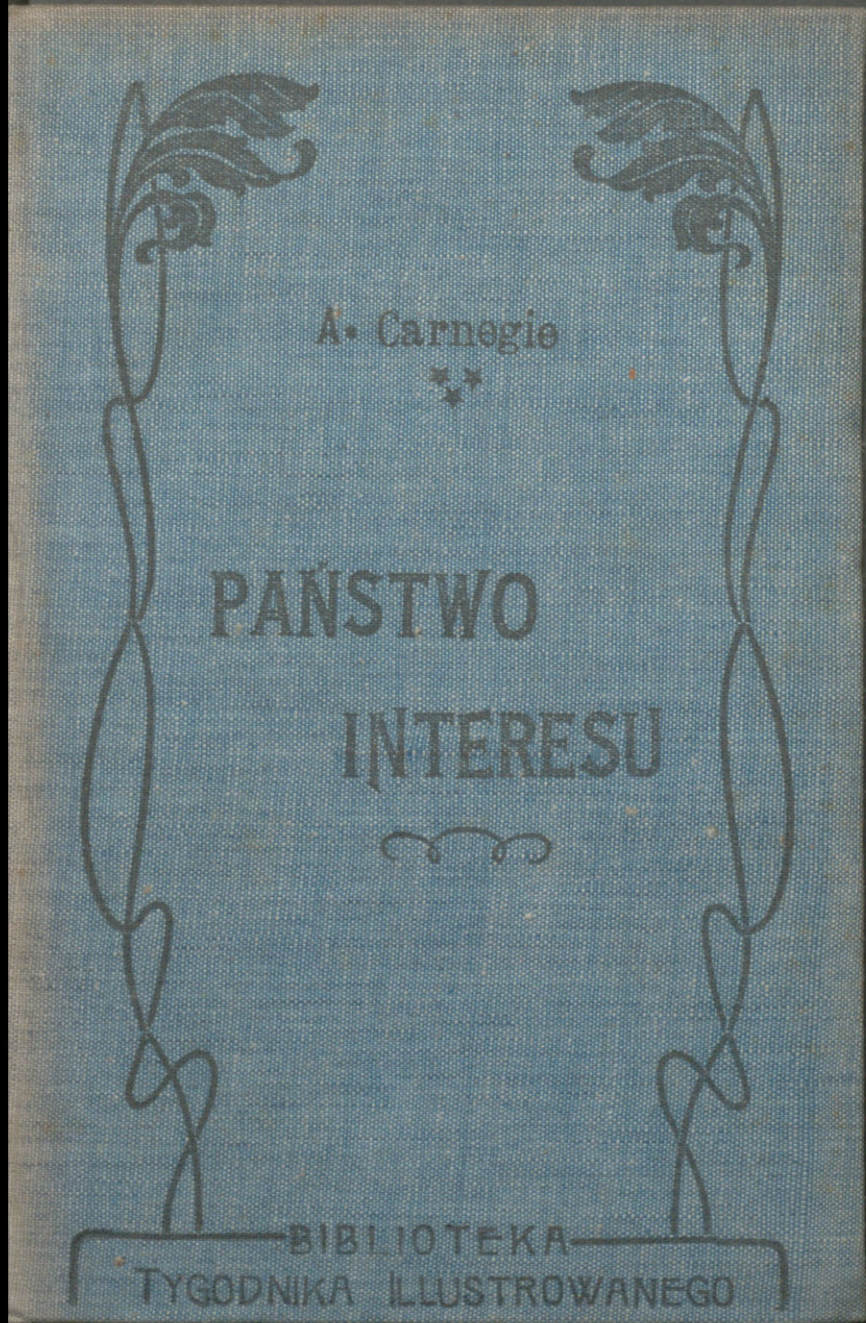 A. Carnegie
PAŃSTWO
INTERESU
BIBLIOTEKA
TYGODNIKA ILLUSTROWANEGO